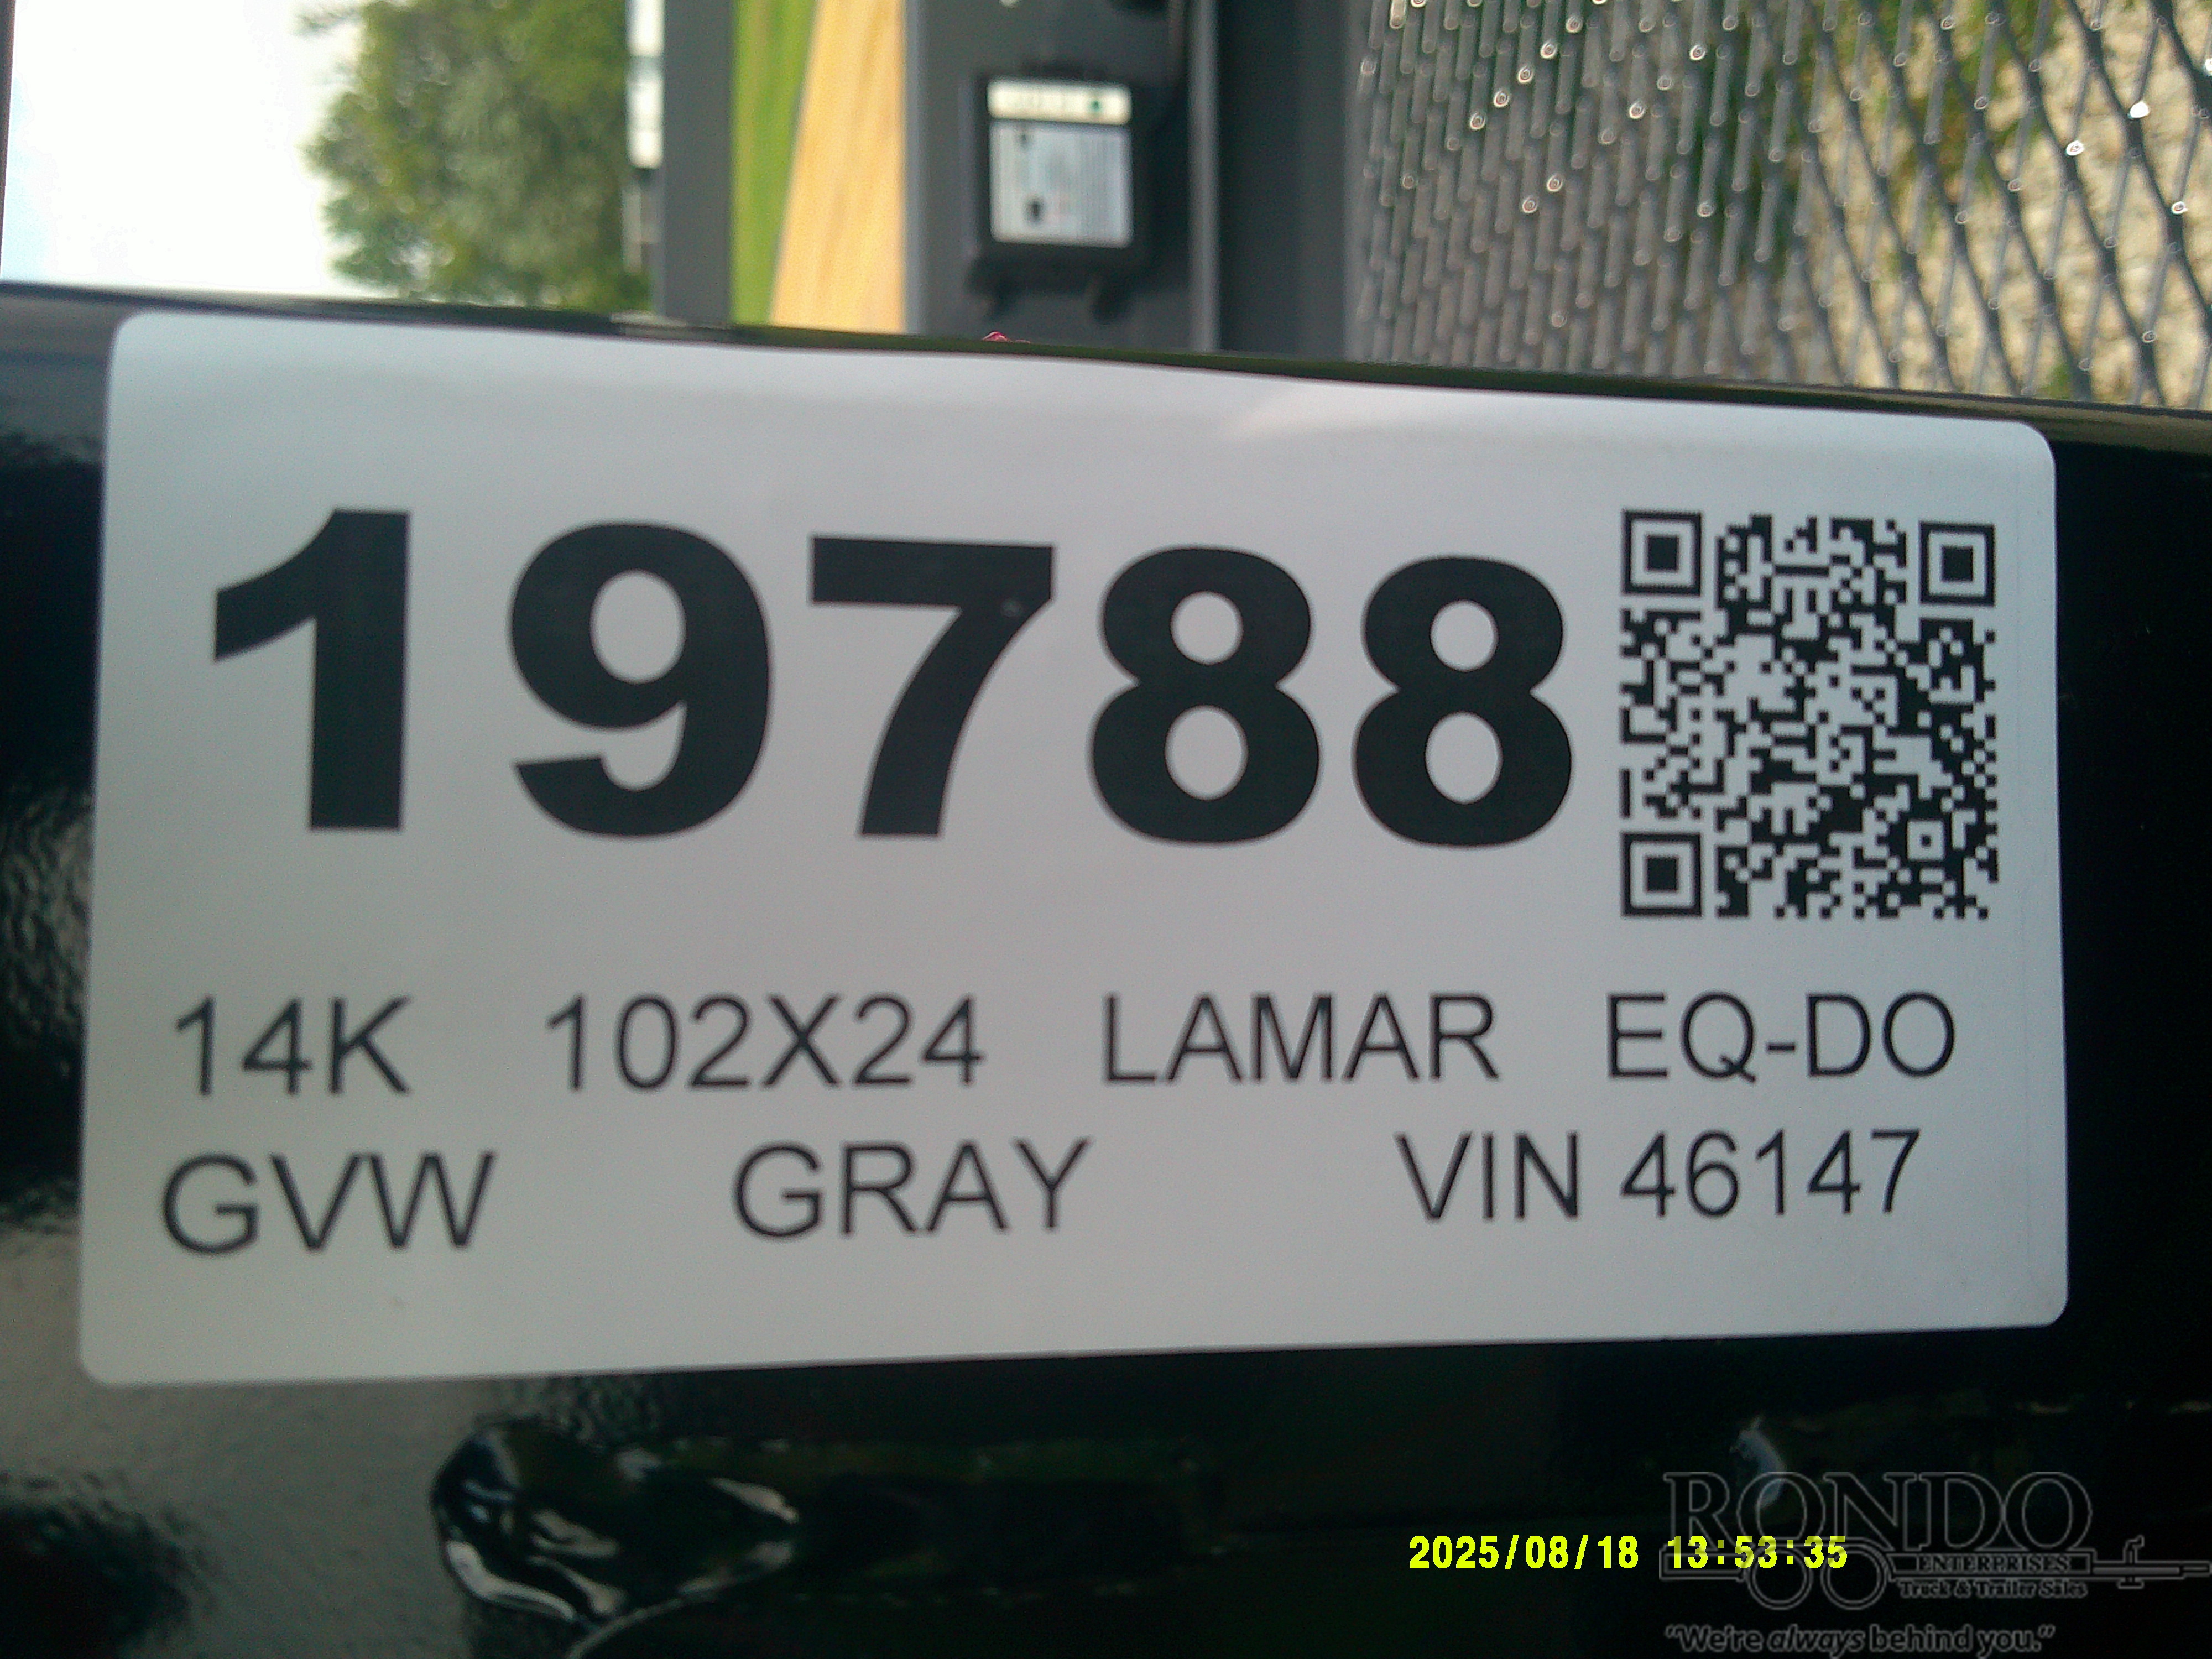 19788
14K 102X24 LAMAR EQ-DO
GVW GRAY VIN 46147
2025/08/18 13:53:35
RONDO
ENTERPRISES
Truck & Trailer Sales
"We're always behind you."